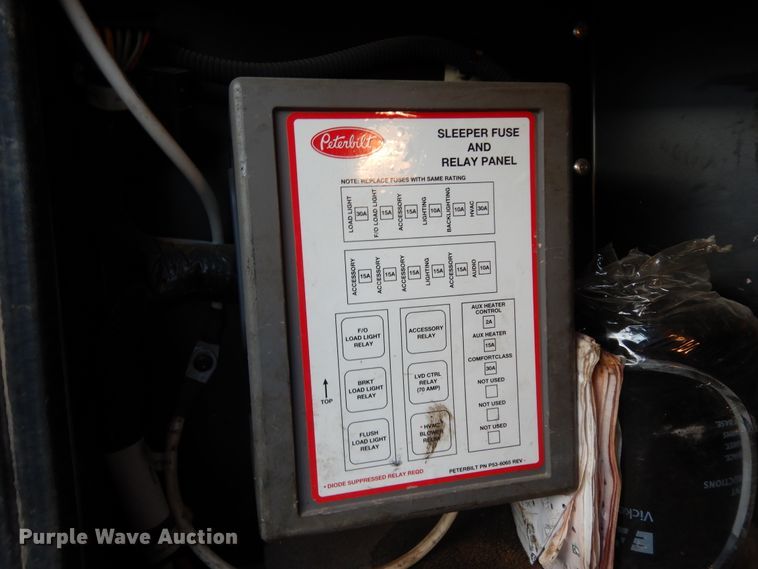 Peterbilt
SLEEPER FUSE
AND
RELAY PANEL
NOTE: REPLACE FUSES WITH SAME RATING
LOAD LIGHT 30A
F/O LOAD LIGHT 15A
ACCESSORY 15A
LIGHTING 10A
BACKLIGHTING 10A
HVAC 30A
ACCESSORY 15A
ACCESSORY 15A
ACCESSORY 15A
LIGHTING 15A
ACCESSORY 15A
AUDIO 10A
F/O
LOAD LIGHT
RELAY
ACCESSORY
RELAY
AUX HEATER
CONTROL
2A
AUX HEATER
15A
COMFORTCLASS
30A
NOT USED
NOT USED
NOT USED
BRKT
LOAD LIGHT
RELAY
LVD CTRL
RELAY
(70 AMP)
TOP
FLUSH
LOAD LIGHT
RELAY
* HVAC
BLOWER
RELAY
* DIODE SUPPRESSED RELAY REQD
PETERBILT PN P53-6065 REV -
Purple Wave Auction